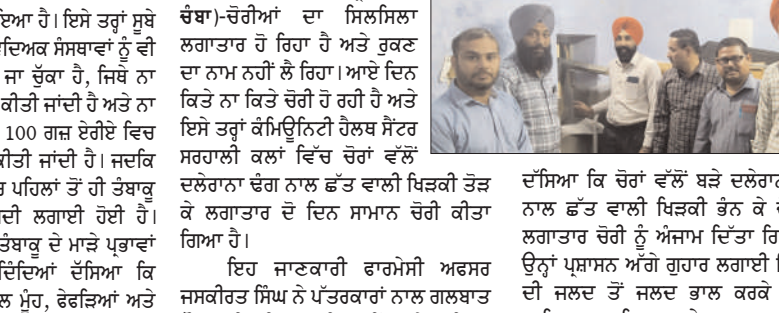 ਇਆ ਹੈ। ਇਸੇ ਤਰ੍ਹਾਂ ਸੂਬੇ
ਦਿਅਕ ਸੰਸਥਾਵਾਂ ਨੂੰ ਵੀ
ਜਾ ਚੁੱਕਾ ਹੈ, ਜਿਥੇ ਨਾ
ਕੀਤੀ ਜਾਂਦੀ ਹੈ ਅਤੇ ਨਾ
100 ਗਜ਼ ਏਰੀਏ ਵਿਚ
ਕੀਤੀ ਜਾਂਦੀ ਹੈ। ਜਦਕਿ
ਪਹਿਲਾਂ ਤੋਂ ਹੀ ਤੰਬਾਕੂ
ਦੀ ਲਗਾਈ ਹੋਈ ਹੈ।
ਤੰਬਾਕੂ ਦੇ ਮਾੜੇ ਪ੍ਰਭਾਵਾਂ
ਦਿੰਦਿਆਂ ਦੱਸਿਆ ਕਿ
ਮੂੰਹ, ਫੇਫੜਿਆਂ ਅਤੇ
ਚੰਬਾ)-ਚੋਰੀਆਂ ਦਾ ਸਿਲਸਿਲਾ
ਲਗਾਤਾਰ ਹੋ ਰਿਹਾ ਹੈ ਅਤੇ ਰੁਕਣ
ਦਾ ਨਾਮ ਨਹੀਂ ਲੈ ਰਿਹਾ। ਆਏ ਦਿਨ
ਕਿਤੇ ਨਾ ਕਿਤੇ ਚੋਰੀ ਹੋ ਰਹੀ ਹੈ ਅਤੇ
ਇਸੇ ਤਰ੍ਹਾਂ ਕੰਮਿਊਨਿਟੀ ਹੈਲਥ ਸੈਂਟਰ
ਸਰਹਾਲੀ ਕਲਾਂ ਵਿੱਚ ਚੋਰਾਂ ਵੱਲੋਂ
ਦਲੇਰਾਨਾ ਢੰਗ ਨਾਲ ਛੱਤ ਵਾਲੀ ਖਿੜਕੀ ਤੋੜ
ਕੇ ਲਗਾਤਾਰ ਦੋ ਦਿਨ ਸਾਮਾਨ ਚੋਰੀ ਕੀਤਾ
ਗਿਆ ਹੈ।
ਇਹ ਜਾਣਕਾਰੀ ਫਾਰਮੇਸੀ ਅਫਸਰ
ਜਸਕੀਰਤ ਸਿੰਘ ਨੇ ਪੱਤਰਕਾਰਾਂ ਨਾਲ ਗਲਬਾਤ
ਦੱਸਿਆ ਕਿ ਚੋਰਾਂ ਵੱਲੋਂ ਬੜੇ ਦਲੇਰਾਨਾ
ਨਾਲ ਛੱਤ ਵਾਲੀ ਖਿੜਕੀ ਭੰਨ ਕੇ
ਲਗਾਤਾਰ ਚੋਰੀ ਨੂੰ ਅੰਜਾਮ ਦਿੱਤਾ
ਉਨ੍ਹਾਂ ਪ੍ਰਸ਼ਾਸਨ ਅੱਗੇ ਗੁਹਾਰ ਲਗਾਈ
ਦੀ ਜਲਦ ਤੋਂ ਜਲਦ ਭਾਲ ਕਰਕੇ